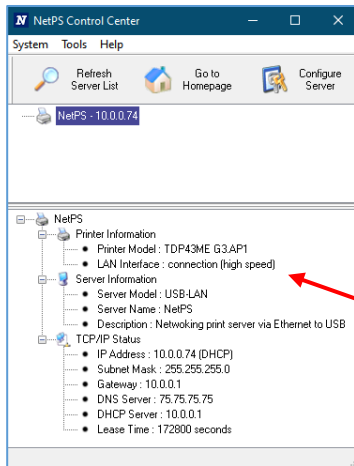 NetPS Control Center
System Tools Help
Refresh
Server List
Go to
Homepage
Configure
Server
NetPS - 10.0.0.74
NetPS
Printer Information
Printer Model : TDP43ME G3.AP1
LAN Interface : connection (high speed)
Server Information
Server Model : USB-LAN
Server Name : NetPS
Description : Netwoking print server via Ethernet to USB
TCP/IP Status
IP Address : 10.0.0.74 (DHCP)
Subnet Mask : 255.255.255.0
Gateway : 10.0.0.1
DNS Server : 75.75.75.75
DHCP Server : 10.0.0.1
Lease Time : 172800 seconds